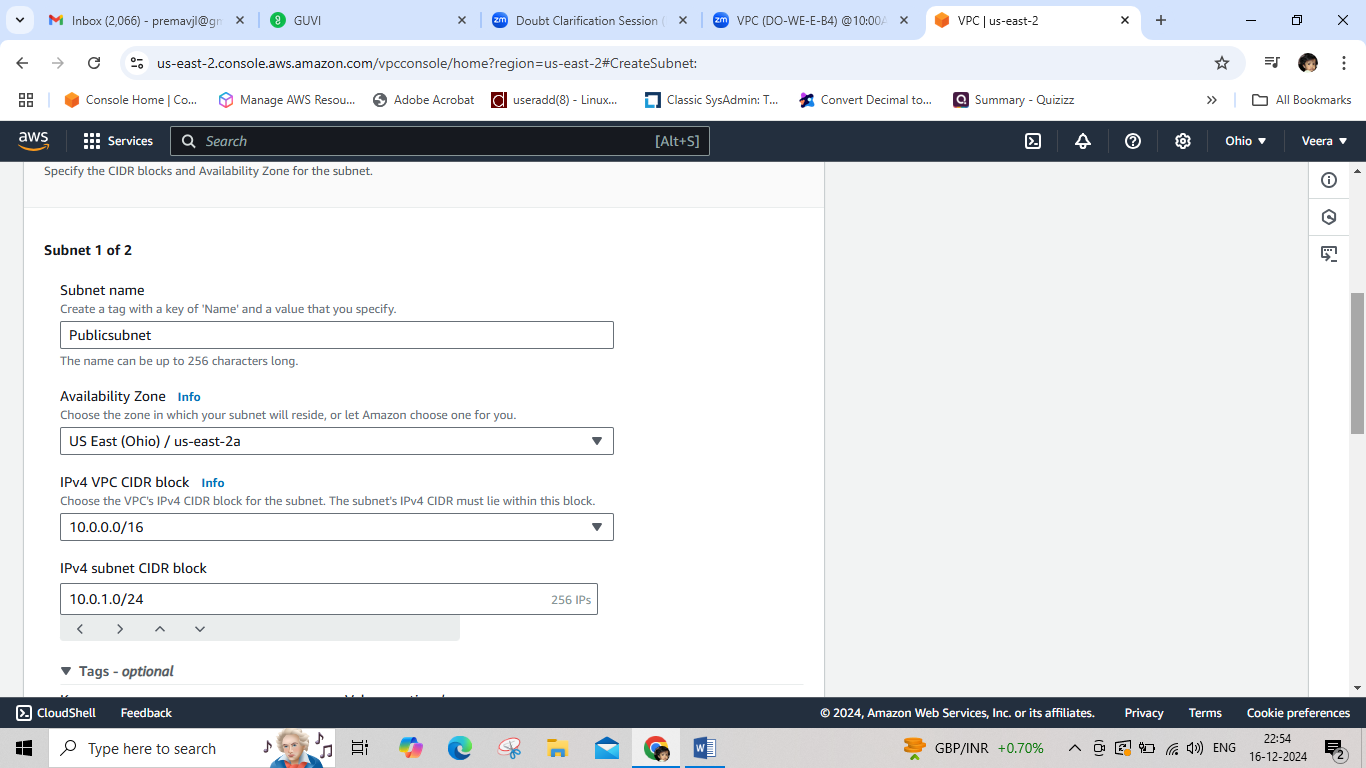 Inbox (2,066) - premavjl@gm
GUVI
zm Doubt Clarification Session (
zm VPC (DO-WE-E-B4) @10:00A
VPC | us-east-2
us-east-2.console.aws.amazon.com/vpcconsole/home?region=us-east-2#CreateSubnet:
Console Home | Co...
Manage AWS Resou...
Adobe Acrobat
useradd(8) - Linux...
Classic SysAdmin: T...
Convert Decimal to...
Summary - Quizizz
All Bookmarks
aws
Services
Search
[Alt+S]
Ohio
Veera
Specify the CIDR blocks and Availability Zone for the subnet.
Subnet 1 of 2
Subnet name
Create a tag with a key of 'Name' and a value that you specify.
Publicsubnet
The name can be up to 256 characters long.
Availability Zone Info
Choose the zone in which your subnet will reside, or let Amazon choose one for you.
US East (Ohio) / us-east-2a
IPv4 VPC CIDR block Info
Choose the VPC's IPv4 CIDR block for the subnet. The subnet's IPv4 CIDR must lie within this block.
10.0.0.0/16
IPv4 subnet CIDR block
10.0.1.0/24
256 IPs
Tags - optional
CloudShell
Feedback
© 2024, Amazon Web Services, Inc. or its affiliates.
Privacy
Terms
Cookie preferences
Type here to search
GBP/INR +0.70%
ENG
22:54
16-12-2024
2